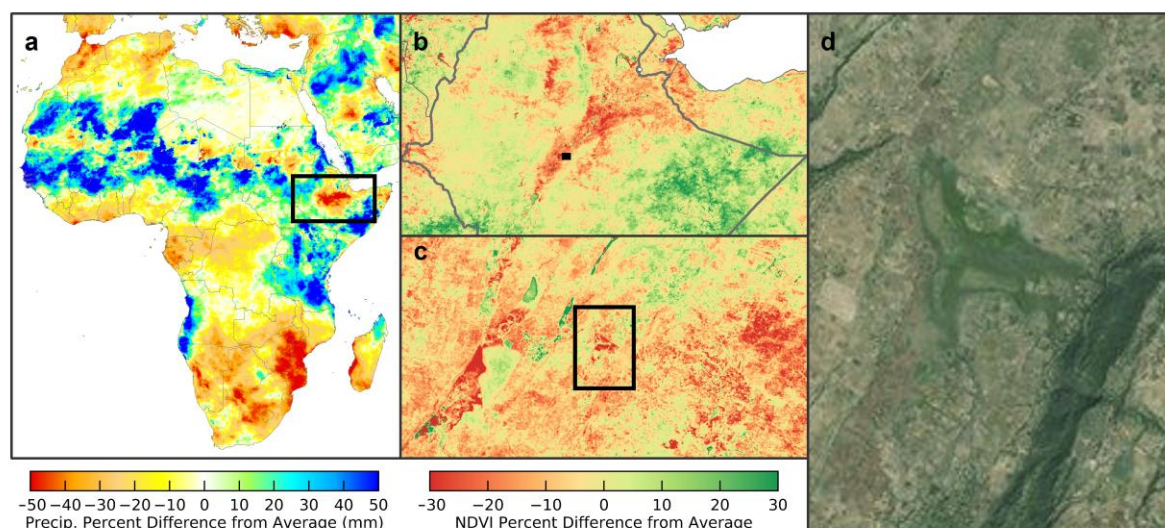 a
b
c
d
−50 −40 −30 −20 −10 0 10 20 30 40 50
Precip. Percent Difference from Average (mm)
−30 −20 −10 0 10 20 30
NDVI Percent Difference from Average